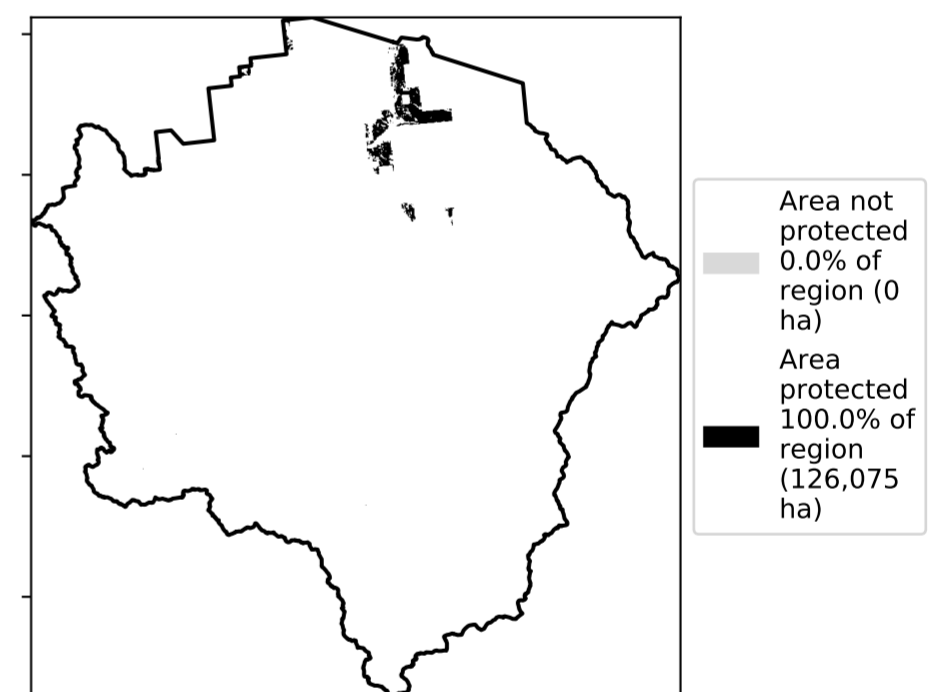 Area not
protected
0.0% of
region (0
ha)
Area
protected
100.0% of
region
(126,075
ha)